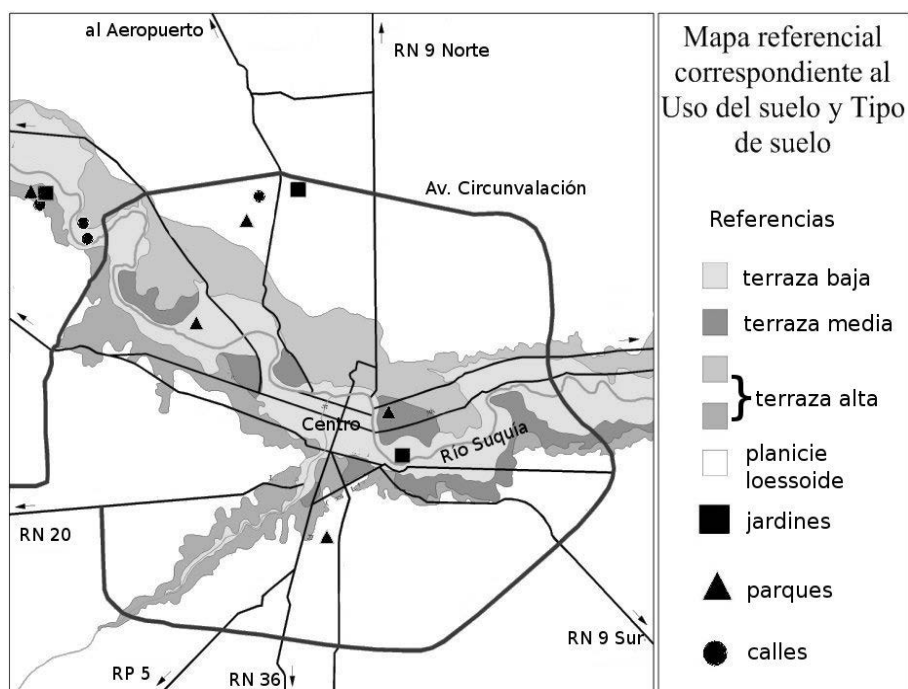 al Aeropuerto
RN 9 Norte
Av. Circunvalación
Centro
Río Suquía
RN 20
RP 5
RN 36
RN 9 Sur
Mapa referencial
correspondiente al
Uso del suelo y Tipo
de suelo
Referencias
terraza baja
terraza media
terraza alta
planicie
loessoide
jardines
parques
calles